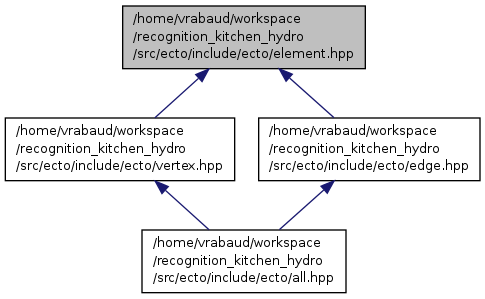 /home/vrabaud/workspace
/recognition_kitchen_hydro
/src/ecto/include/ecto/element.hpp
/home/vrabaud/workspace
/recognition_kitchen_hydro
/src/ecto/include/ecto/vertex.hpp
/home/vrabaud/workspace
/recognition_kitchen_hydro
/src/ecto/include/ecto/edge.hpp
/home/vrabaud/workspace
/recognition_kitchen_hydro
/src/ecto/include/ecto/all.hpp